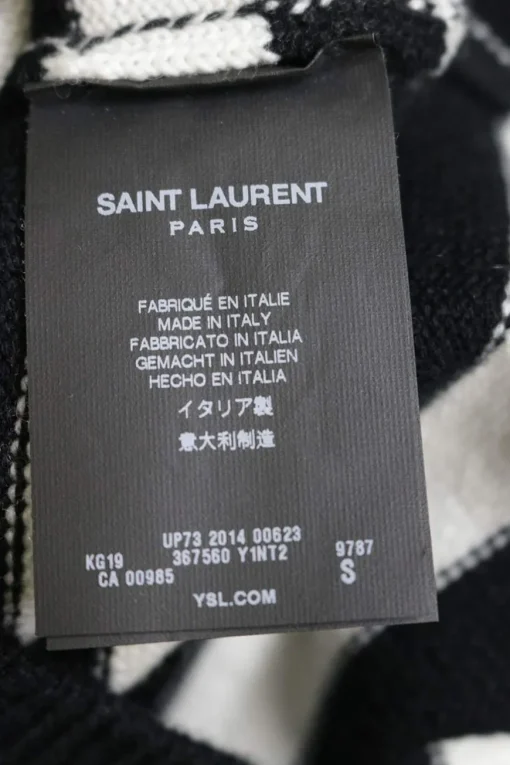 SAINT LAURENT
PARIS
FABRIQUÉ EN ITALIE
MADE IN ITALY
FABBRICATO IN ITALIA
GEMACHT IN ITALIEN
HECHO EN ITALIA
イタリア製
意大利制造
UP73 2014 00623
KG19 367560 Y1NT2 9787
CA 00985 S
YSL.COM